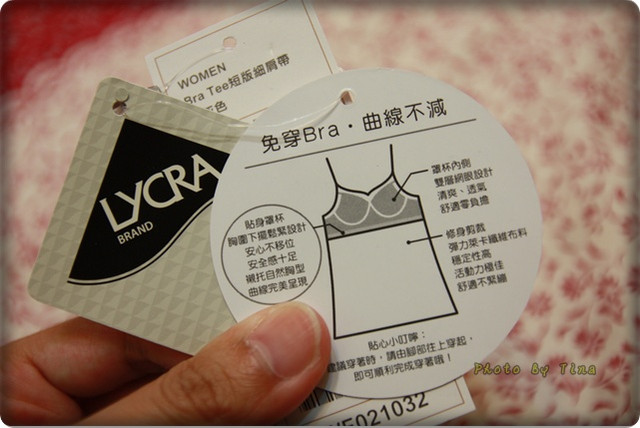 WOMEN
Bra Tee短版細肩帶
色
LYCRA
BRAND
免穿Bra・曲線不減
罩杯內側
雙層網眼設計
清爽、透氣
舒適零負擔
貼身罩杯
胸圍下擺鬆緊設計
安心不移位
安全感十足
襯托自然胸型
曲線完美呈現
修身剪裁
彈力萊卡纖維布料
穩定性高
活動力極佳
舒適不緊繃
貼心小叮嚀：
建議穿著時，請由腳部往上穿起，
即可順利完成穿著哦！
E021032
Photo By Tina